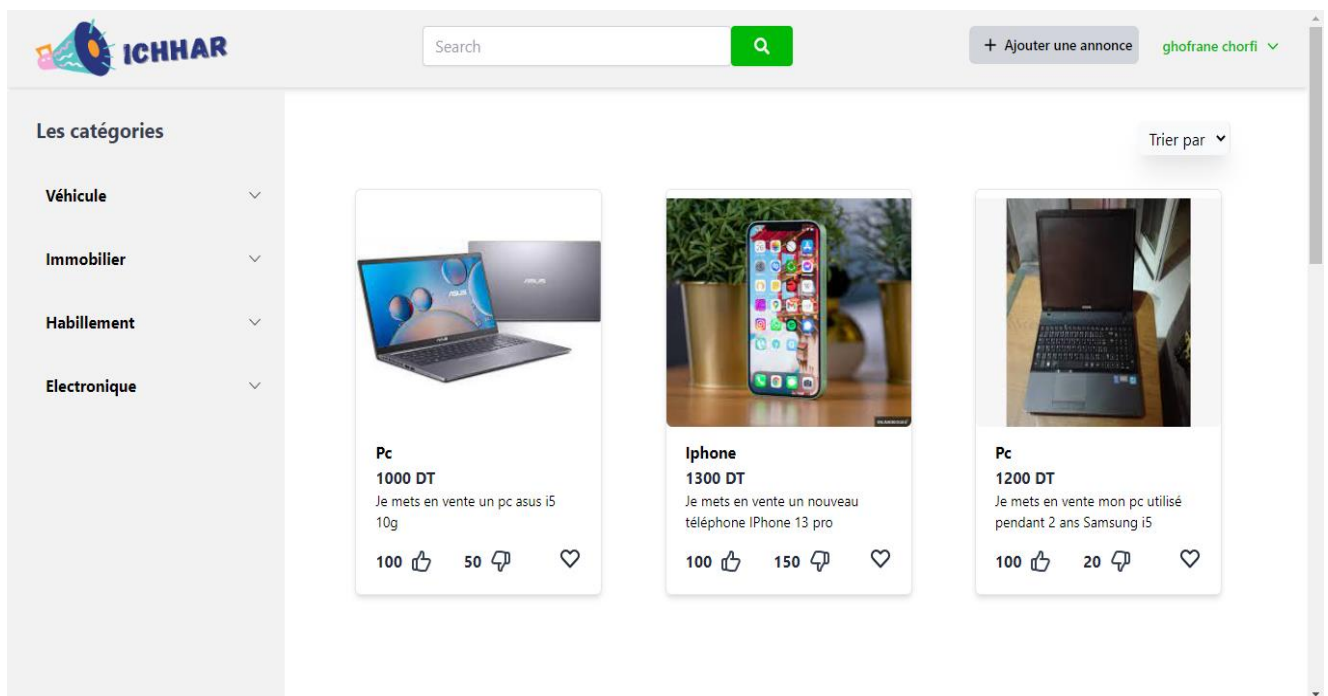 ICHHAR
Search
+ Ajouter une annonce
ghofrane chorfi
Les catégories
Trier par
Véhicule
Immobilier
Habillement
Electronique
ASUS
ASUS
Pc
1000 DT
Je mets en vente un pc asus i5
10g
100
50
Iphone
1300 DT
Je mets en vente un nouveau
téléphone IPhone 13 pro
100
150
Pc
1200 DT
Je mets en vente mon pc utilisé
pendant 2 ans Samsung i5
100
20